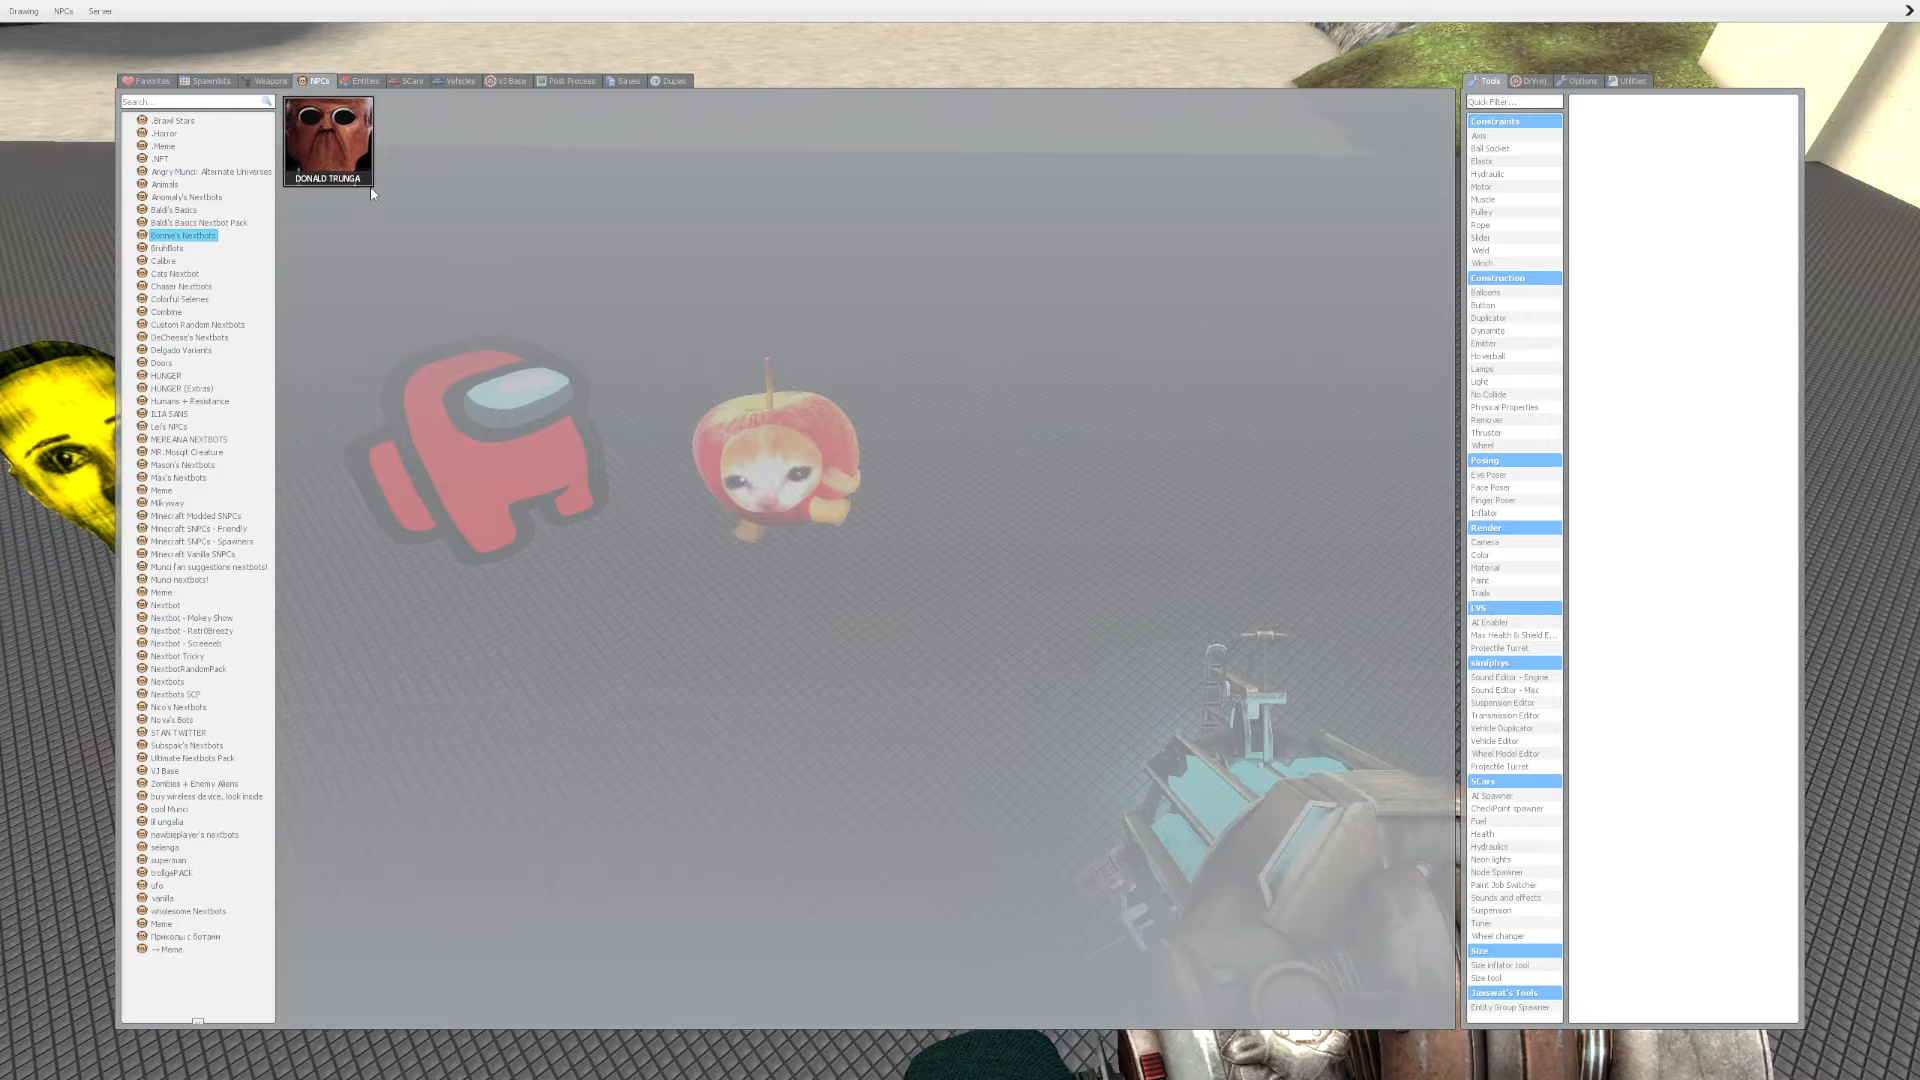 Drawing NPCs Server
Favorites Spawnlists Weapons NPCs Entities SCars Vehicles VJ Base Post Process Saves Dupes
Search...
.Brawl Stars
.Horror
.Meme
.NFT
Angry Munci: Alternate Universes
Animals
Anomaly's Nextbots
Baldi's Basics
Baldi's Basics Nextbot Pack
Bonnie's Nextbots
BruhBots
Calibre
Cats Nextbot
Chaser Nextbots
Colorful Selenes
Combine
Custom Random Nextbots
DeCheese's Nextbots
Delgado Variants
Doors
HUNGER
HUNGER (Extras)
Humans + Resistance
ILIA SANS
Lei's NPCs
MEREANA NEXTBOTS
MR.Mosqit Creature
Mason's Nextbots
Max's Nextbots
Meme
Milkyway
Minecraft Modded SNPCs
Minecraft SNPCs - Friendly
Minecraft SNPCs - Spawners
Minecraft Vanilla SNPCs
Munci fan suggestions nextbots!
Munci nextbots!
Meme
Nextbot
Nextbot - Mokey Show
Nextbot - Retr0Breezy
Nextbot - Screeeeb
Nextbot Tricky
NextbotRandomPack
Nextbots
Nextbots SCP
Nico's Nextbots
Nova's Bots
STAN TWITTER
Subspaix's Nextbots
Ultimate Nextbots Pack
VJ Base
Zombies + Enemy Aliens
buy wireless device, look inside
cool Munci
lil ungalia
newbieplayer's nextbots
selenga
superman
trollgePACK
ufo
vanilla
wholesome Nextbots
Meme
Приколы с ботами
-- Meme
DONALD TRUNGA
Tools DrVrej Options Utilities
Quick Filter...
Constraints
Axis
Ball Socket
Elastic
Hydraulic
Motor
Muscle
Pulley
Rope
Slider
Weld
Winch
Construction
Balloons
Button
Duplicator
Dynamite
Emitter
Hoverball
Lamps
Light
No Collide
Physical Properties
Remover
Thruster
Wheel
Posing
Eye Poser
Face Poser
Finger Poser
Inflator
Render
Camera
Color
Material
Paint
Trails
LVS
AI Enabler
Max Health & Shield E...
Projectile Turret
simfphys
Sound Editor - Engine
Sound Editor - Misc
Suspension Editor
Transmission Editor
Vehicle Duplicator
Vehicle Editor
Wheel Model Editor
Projectile Turret
SCars
AI Spawner
CheckPoint spawner
Fuel
Health
Hydraulics
Neon lights
Node Spawner
Paint Job Switcher
Sounds and effects
Suspension
Tuner
Wheel changer
Size
Size inflator tool
Size tool
Jaxswat's Tools
Entity Group Spawner